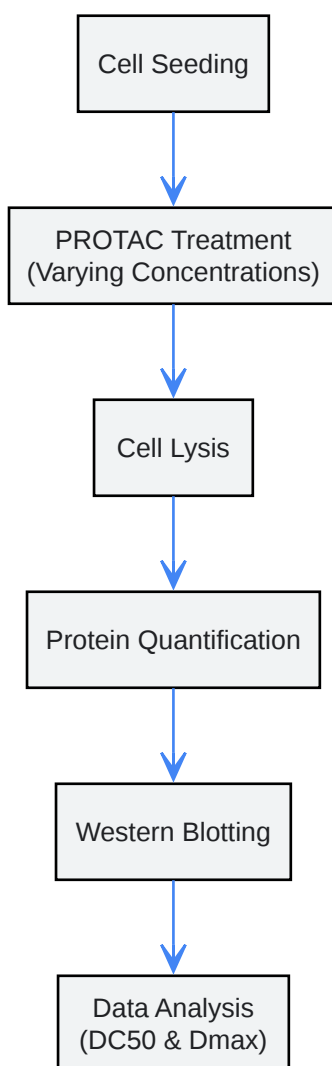 Cell Seeding
PROTAC Treatment
(Varying Concentrations)
Cell Lysis
Protein Quantification
Western Blotting
Data Analysis
(DC50 & Dmax)